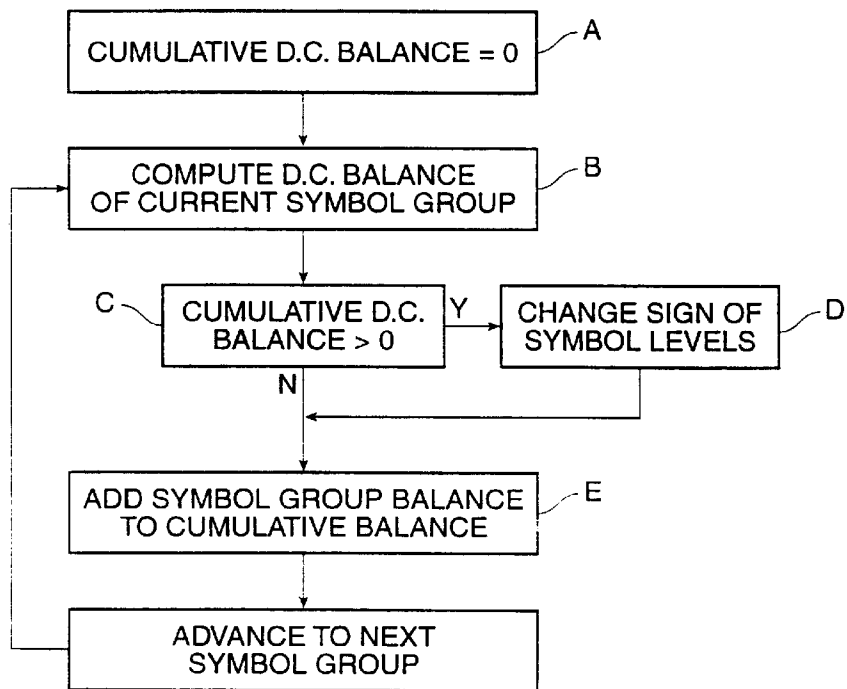 CUMULATIVE D.C. BALANCE = 0
A
COMPUTE D.C. BALANCE
OF CURRENT SYMBOL GROUP
B
C
CUMULATIVE D.C.
BALANCE > 0
Y
CHANGE SIGN OF
SYMBOL LEVELS
D
N
ADD SYMBOL GROUP BALANCE
TO CUMULATIVE BALANCE
E
ADVANCE TO NEXT
SYMBOL GROUP